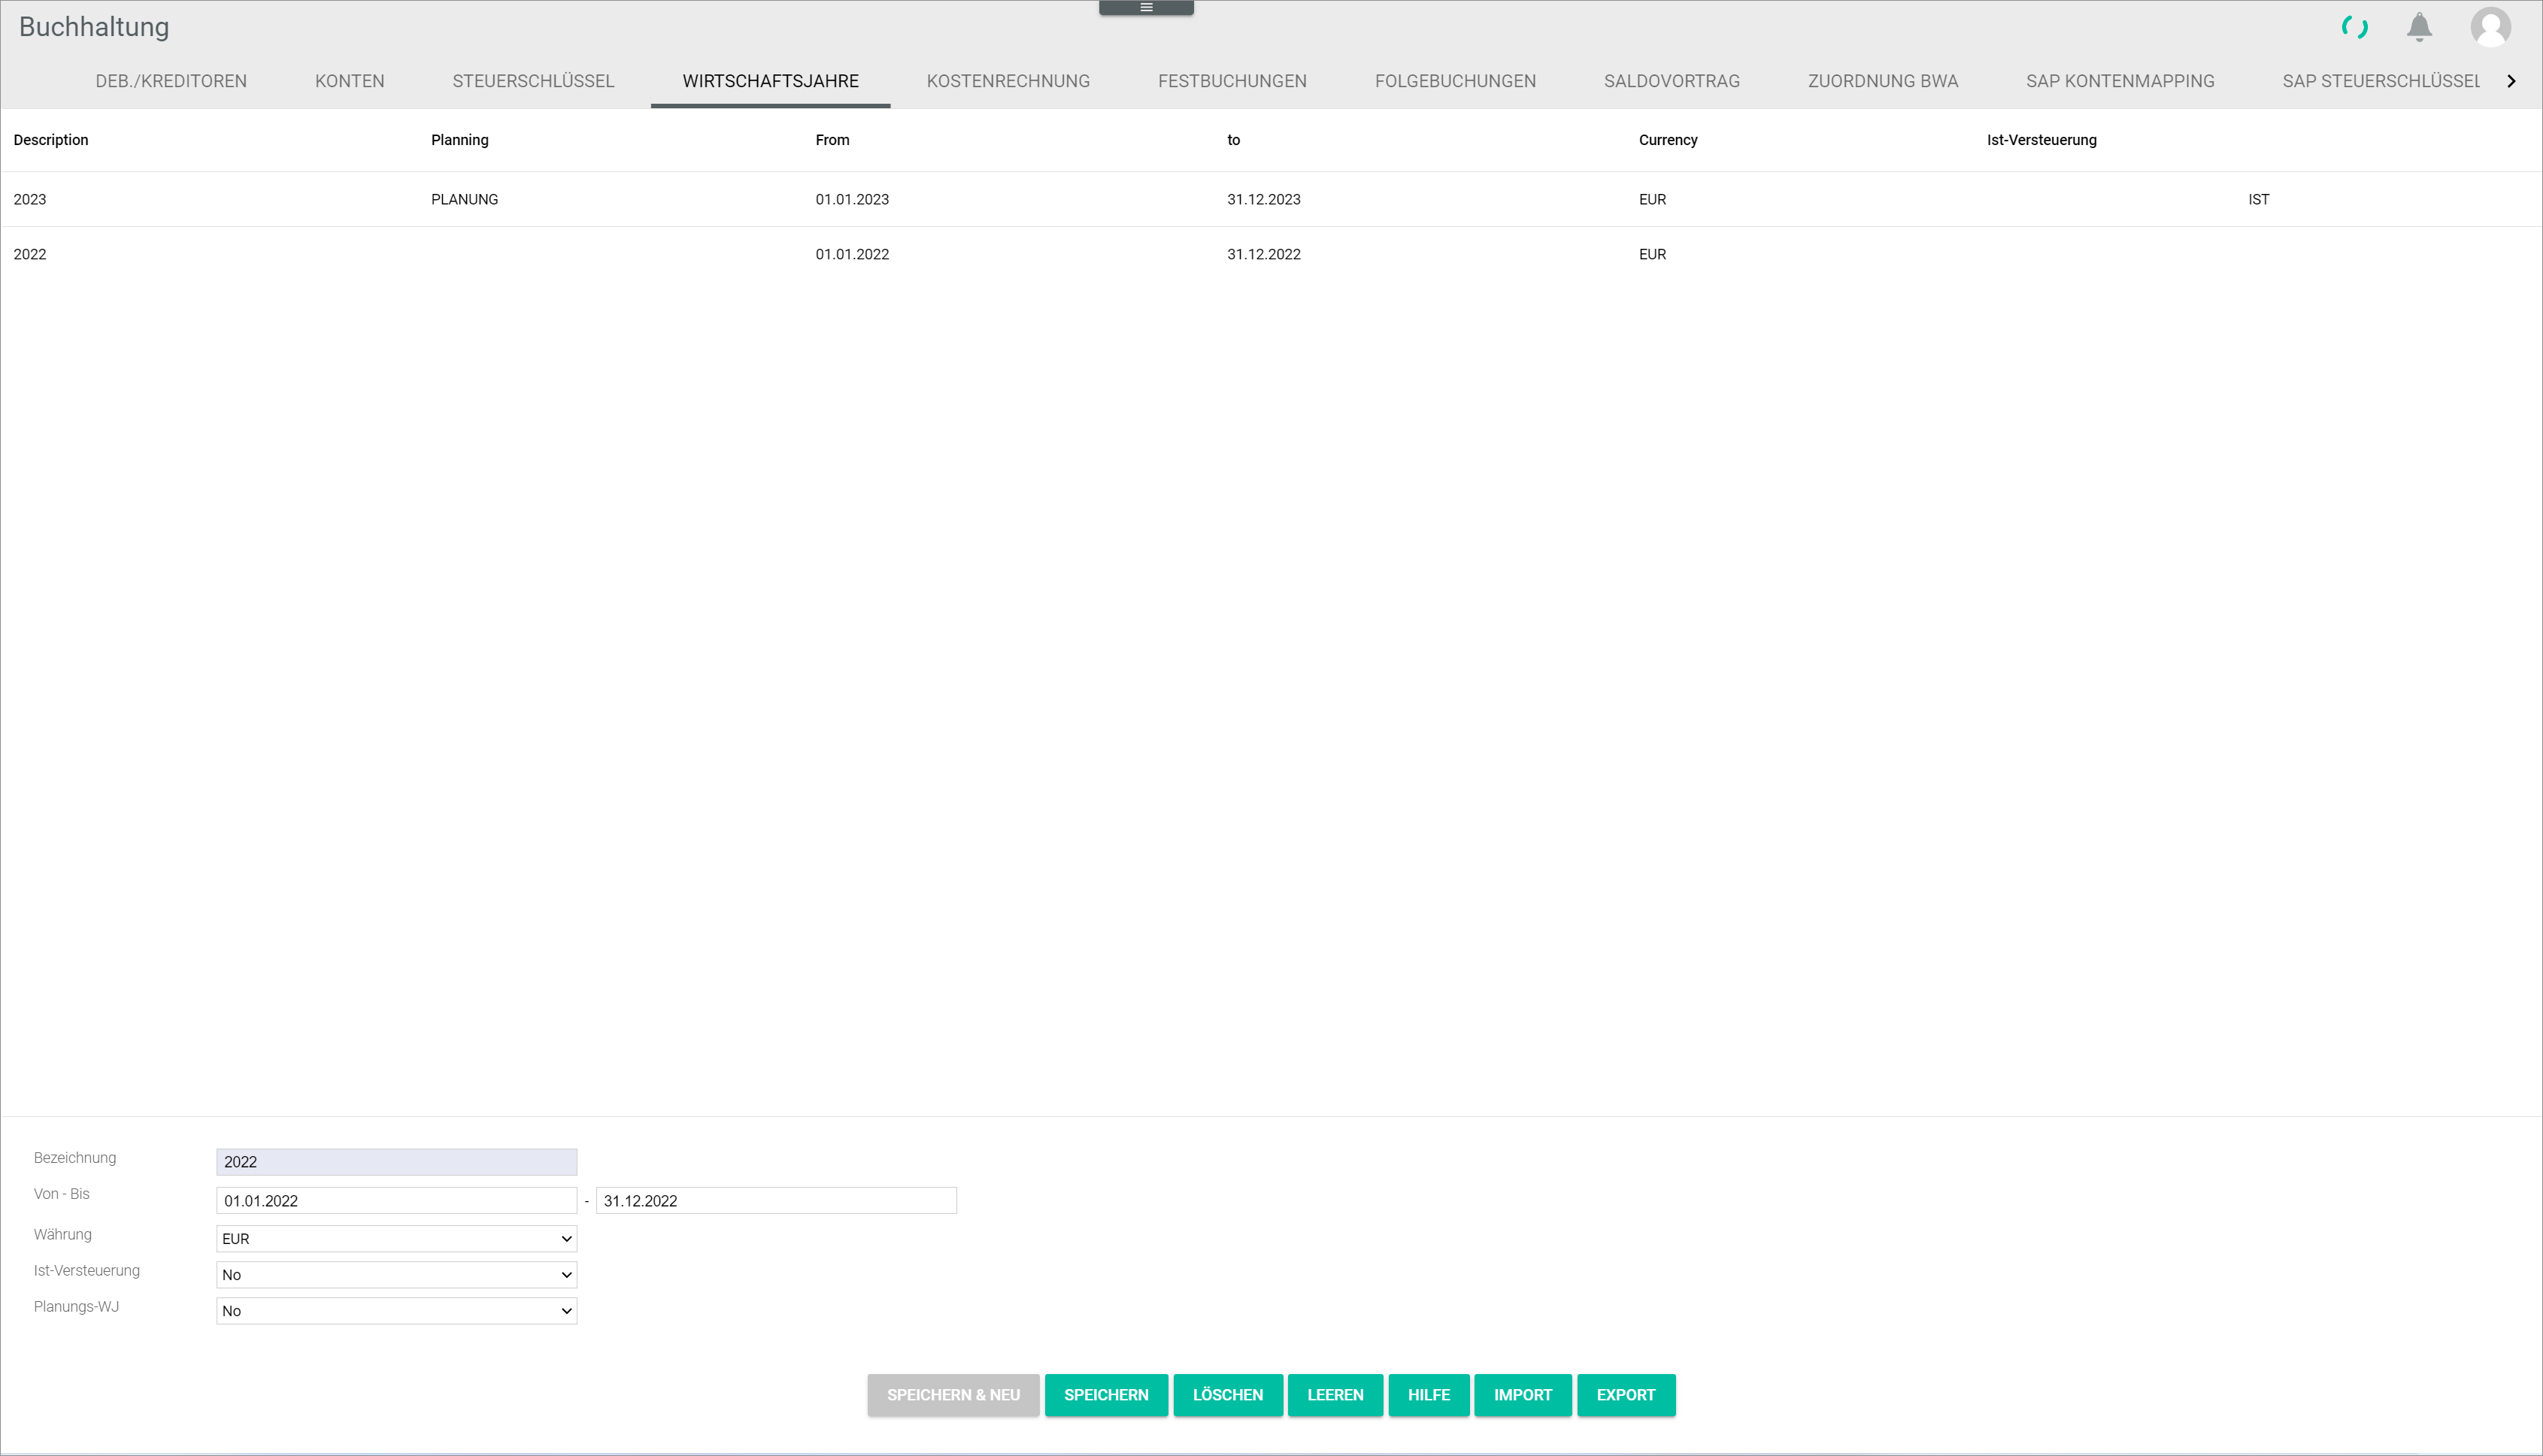 Buchhaltung
DEB./KREDITOREN KONTEN STEUERSCHLÜSSEL WIRTSCHAFTSJAHRE KOSTENRECHNUNG FESTBUCHUNGEN FOLGEBUCHUNGEN SALDOVORTRAG ZUORDNUNG BWA SAP KONTENMAPPING SAP STEUERSCHLÜSSEL
Description Planning From to Currency Ist-Versteuerung
2023 PLANUNG 01.01.2023 31.12.2023 EUR IST
2022 01.01.2022 31.12.2022 EUR
Bezeichnung 2022
Von - Bis 01.01.2022 - 31.12.2022
Währung EUR
Ist-Versteuerung No
Planungs-WJ No
SPEICHERN & NEU SPEICHERN LÖSCHEN LEEREN HILFE IMPORT EXPORT